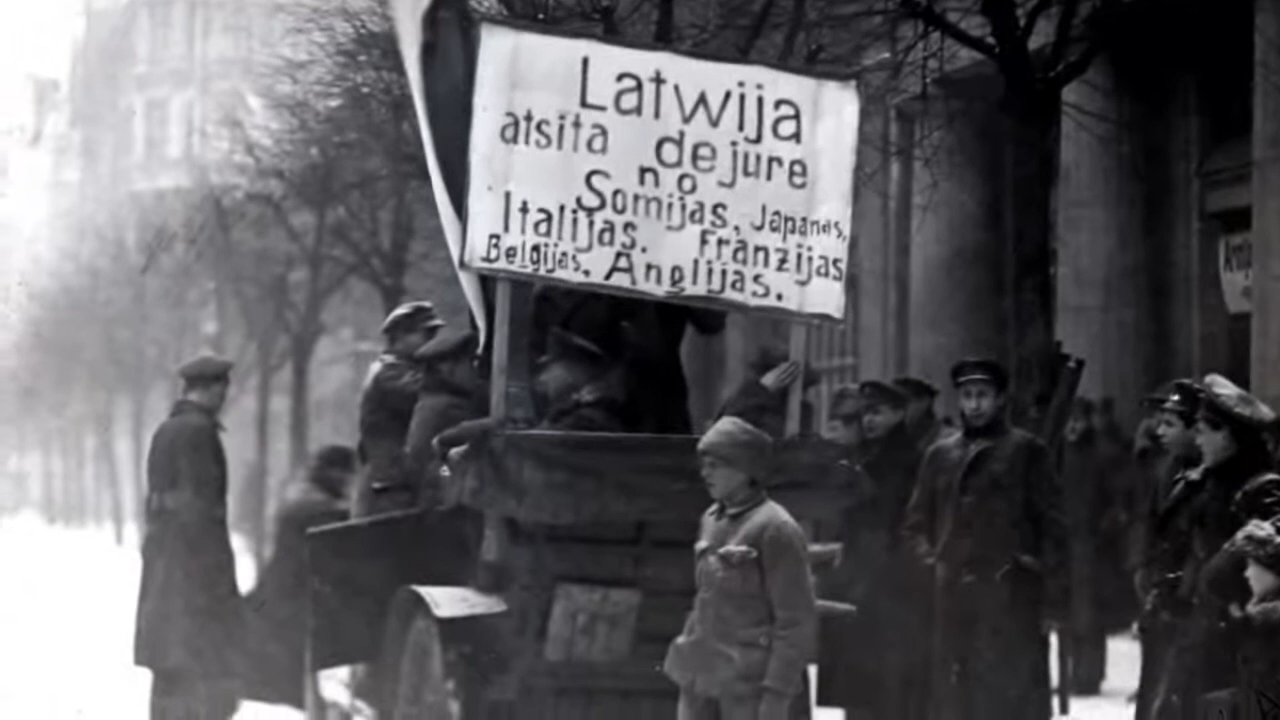 Latwija
atsita dejure
no
Somijas, Japanas,
Italijas. Franzijas
Belgijas, Anglijas.